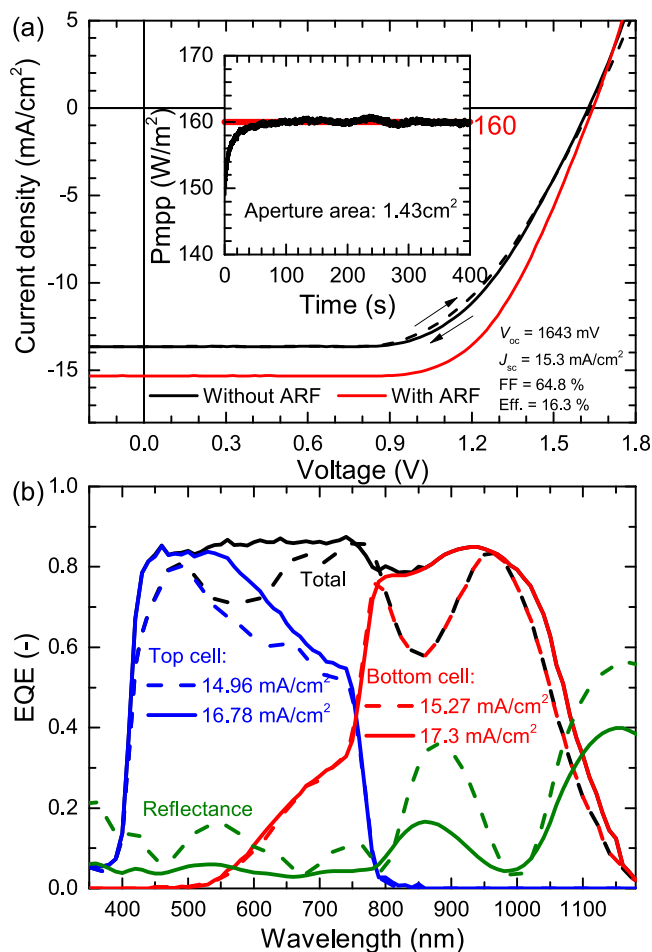 (a)
Current density (mA/cm²)
5
0
-5
-10
-15
0.0 0.3 0.6 0.9 1.2 1.5 1.8
Voltage (V)
170
160
150
140
Pmpp (W/m²)
160
Aperture area: 1.43cm²
0 100 200 300 400
Time (s)
Voc = 1643 mV
Jsc = 15.3 mA/cm²
FF = 64.8 %
Eff. = 16.3 %
Without ARF With ARF
(b)
EQE (-)
1.0
0.8
0.6
0.4
0.2
0.0
Total
Top cell:
14.96 mA/cm²
16.78 mA/cm²
Bottom cell:
15.27 mA/cm²
17.3 mA/cm²
Reflectance
400 500 600 700 800 900 1000 1100
Wavelength (nm)